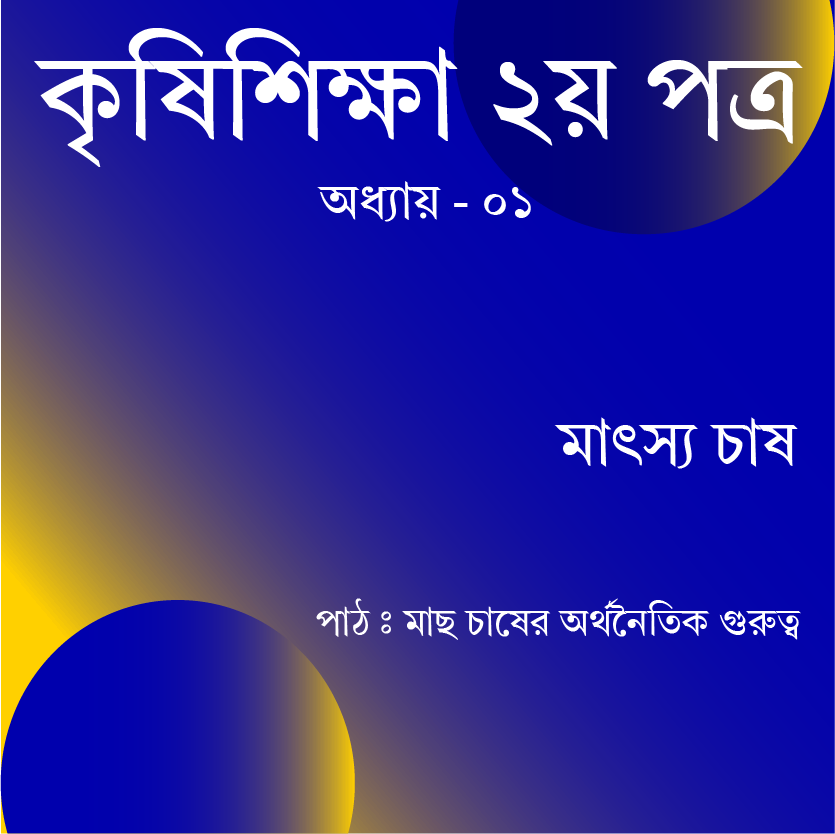 কৃষিশিক্ষা ২য় পত্র
অধ্যায় - ০১
মাৎস্য চাষ
পাঠ ঃ মাছ চাষের অর্থনৈতিক গুরুত্ব